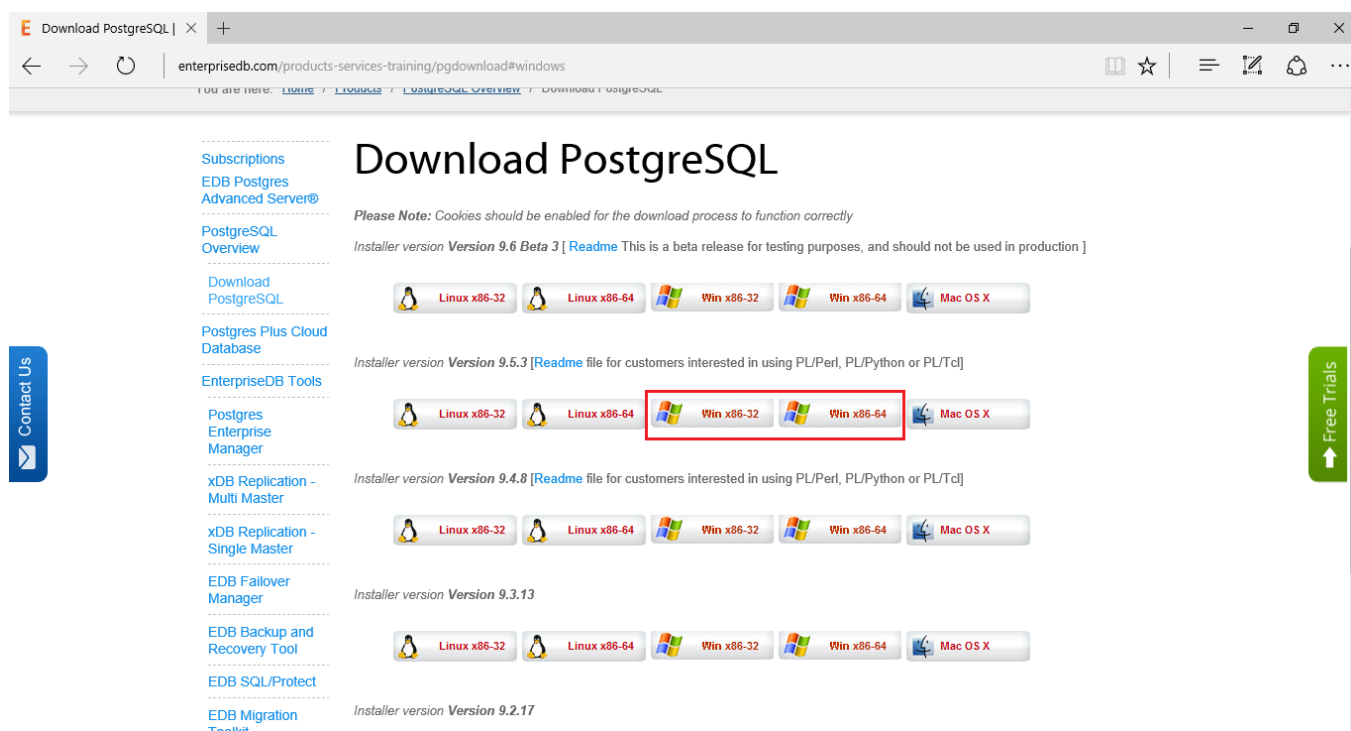 Download PostgreSQL |
enterprisedb.com/products-services-training/pgdownload#windows
You are here: Home / Products / PostgreSQL Overview / Download PostgreSQL
Subscriptions
EDB Postgres
Advanced Server®
PostgreSQL
Overview
Download
PostgreSQL
Postgres Plus Cloud
Database
EnterpriseDB Tools
Postgres
Enterprise
Manager
xDB Replication -
Multi Master
xDB Replication -
Single Master
EDB Failover
Manager
EDB Backup and
Recovery Tool
EDB SQL/Protect
EDB Migration
Toolkit
Download PostgreSQL
Please Note: Cookies should be enabled for the download process to function correctly
Installer version Version 9.6 Beta 3 [ Readme This is a beta release for testing purposes, and should not be used in production ]
Linux x86-32 Linux x86-64 Win x86-32 Win x86-64 Mac OS X
Installer version Version 9.5.3 [Readme file for customers interested in using PL/Perl, PL/Python or PL/Tcl]
Linux x86-32 Linux x86-64 Win x86-32 Win x86-64 Mac OS X
Installer version Version 9.4.8 [Readme file for customers interested in using PL/Perl, PL/Python or PL/Tcl]
Linux x86-32 Linux x86-64 Win x86-32 Win x86-64 Mac OS X
Installer version Version 9.3.13
Linux x86-32 Linux x86-64 Win x86-32 Win x86-64 Mac OS X
Installer version Version 9.2.17
Contact Us
Free Trials